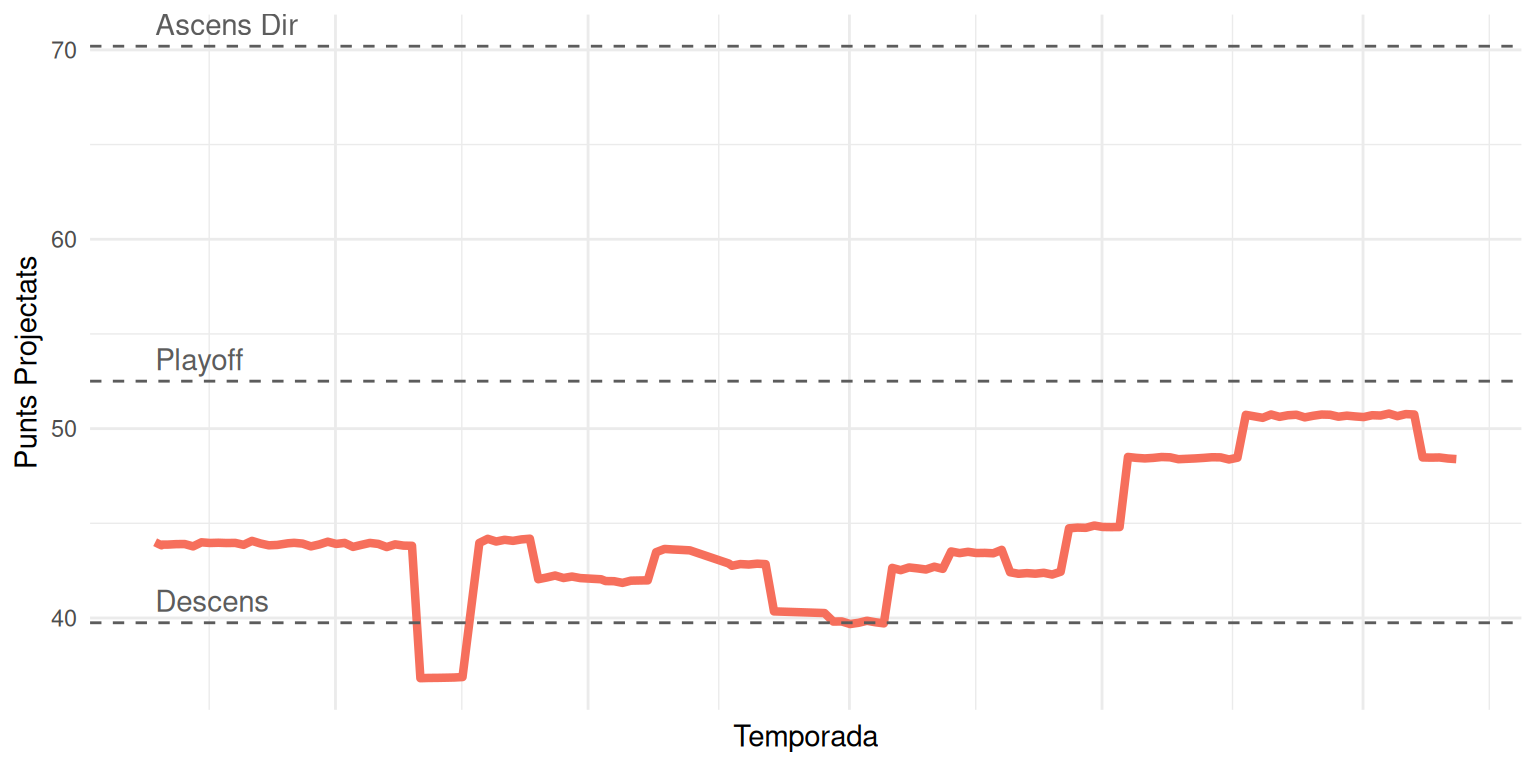 Ascens Dir
70
60
Playoff
50
Descens
40
Punts Projectats
Temporada